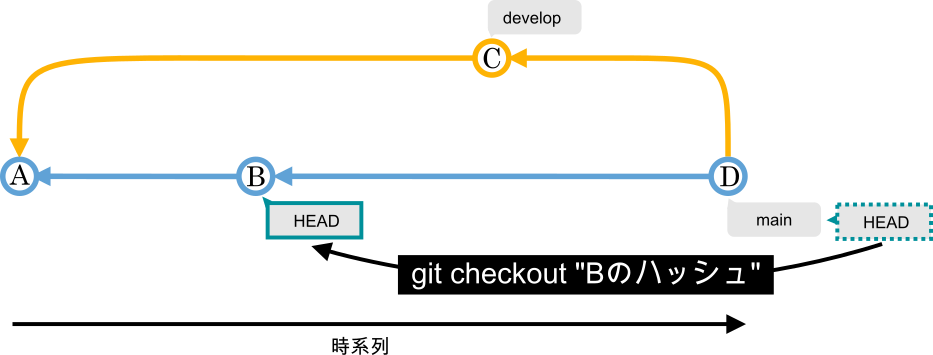 develop
C
A
B
D
HEAD
main
HEAD
git checkout "Bのハッシュ"
時系列